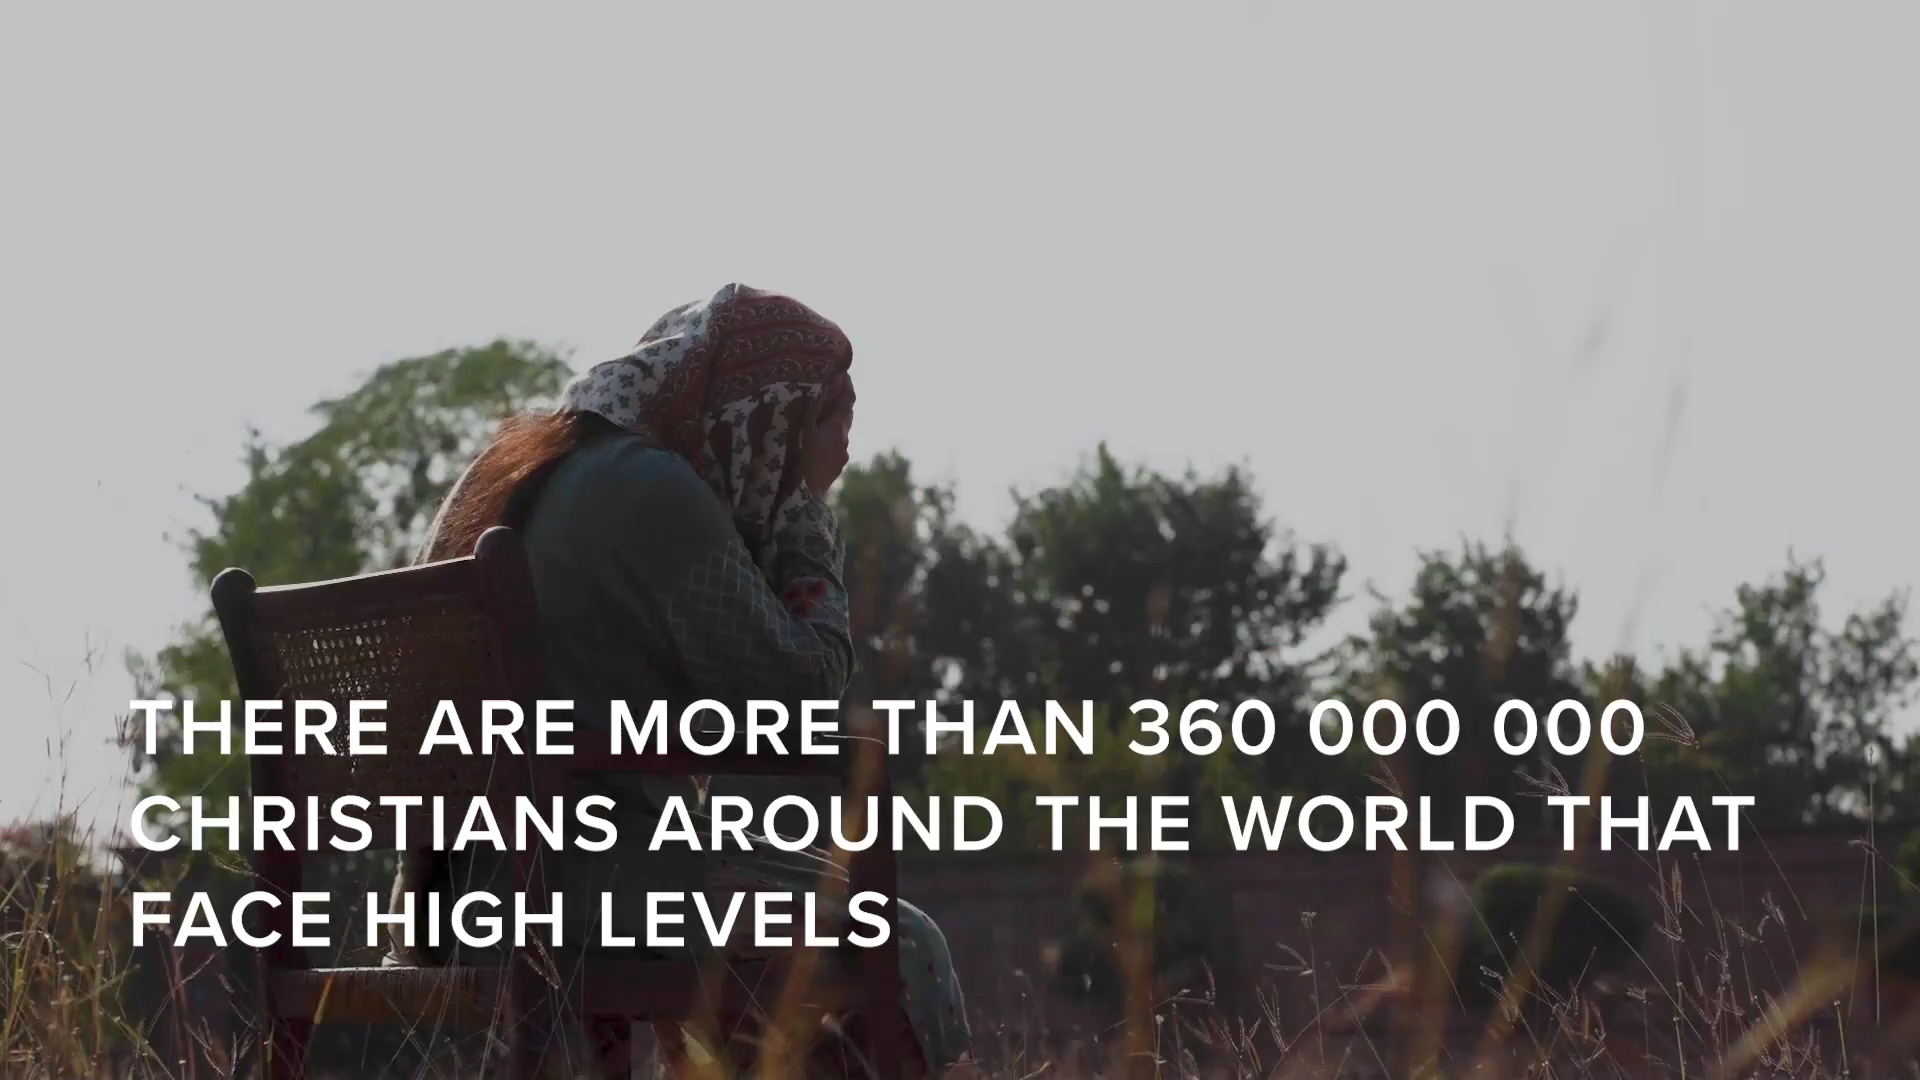 THERE ARE MORE THAN 360 000 000
CHRISTIANS AROUND THE WORLD THAT
FACE HIGH LEVELS